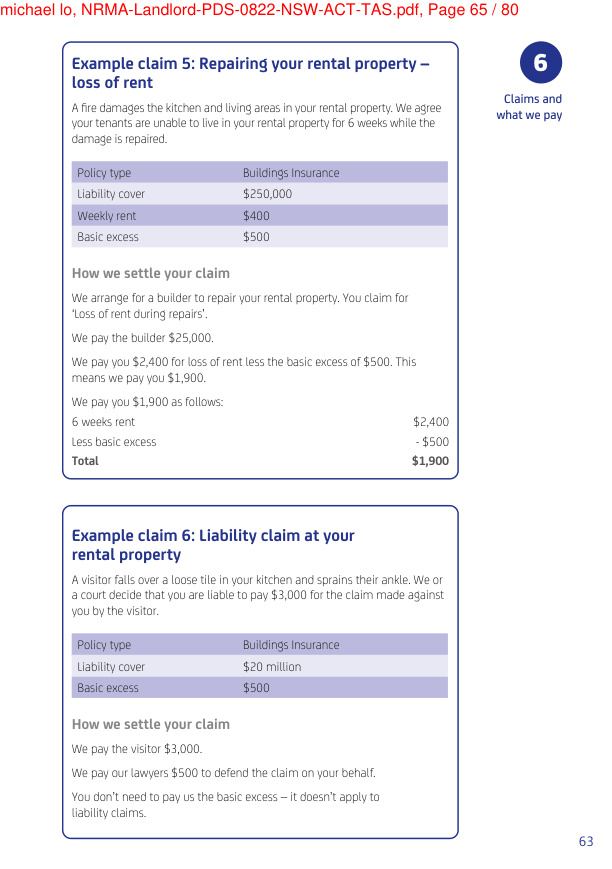 michael lo, NRMA-Landlord-PDS-0822-NSW-ACT-TAS.pdf, Page 65 / 80
6
Claims and
what we pay
Example claim 5: Repairing your rental property –
loss of rent
A fire damages the kitchen and living areas in your rental property. We agree
your tenants are unable to live in your rental property for 6 weeks while the
damage is repaired.
Policy type Buildings Insurance
Liability cover $250,000
Weekly rent $400
Basic excess $500
How we settle your claim
We arrange for a builder to repair your rental property. You claim for
‘Loss of rent during repairs’.
We pay the builder $25,000.
We pay you $2,400 for loss of rent less the basic excess of $500. This
means we pay you $1,900.
We pay you $1,900 as follows:
6 weeks rent $2,400
Less basic excess - $500
Total $1,900
Example claim 6: Liability claim at your
rental property
A visitor falls over a loose tile in your kitchen and sprains their ankle. We or
a court decide that you are liable to pay $3,000 for the claim made against
you by the visitor.
Policy type Buildings Insurance
Liability cover $20 million
Basic excess $500
How we settle your claim
We pay the visitor $3,000.
We pay our lawyers $500 to defend the claim on your behalf.
You don’t need to pay us the basic excess – it doesn’t apply to
liability claims.
63